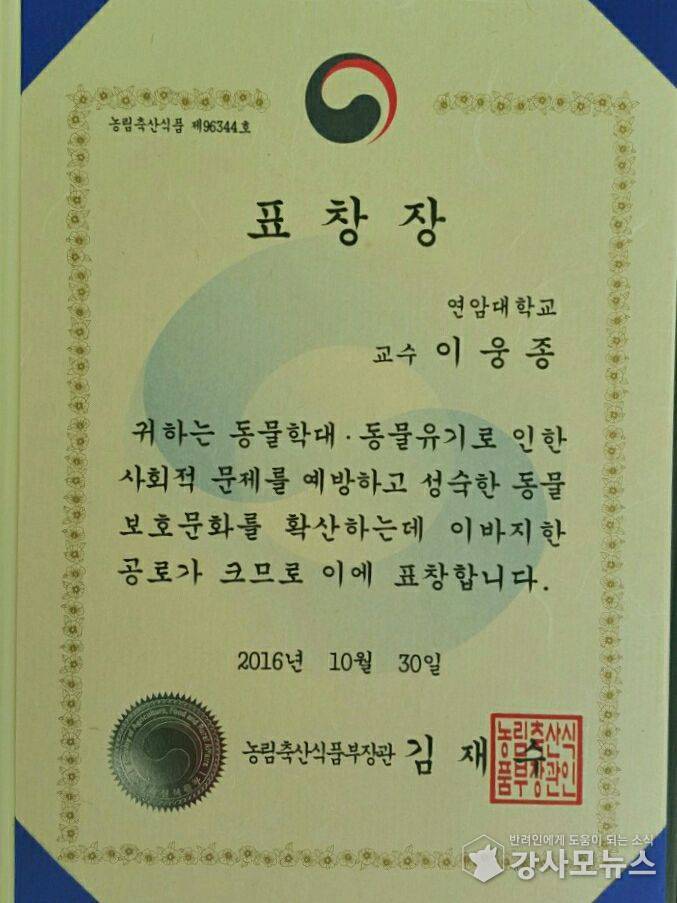 농림축산식품 제96344호
표창장
연암대학교
교수 이웅종
귀하는 동물학대·동물유기로 인한
사회적 문제를 예방하고 성숙한 동물
보호문화를 확산하는데 이바지한
공로가 크므로 이에 표창합니다.
2016년 10월 30일
농림축산식품부장관 김재수
농림축산식
품부장관인
반려인에게 도움이 되는 소식
강사모뉴스